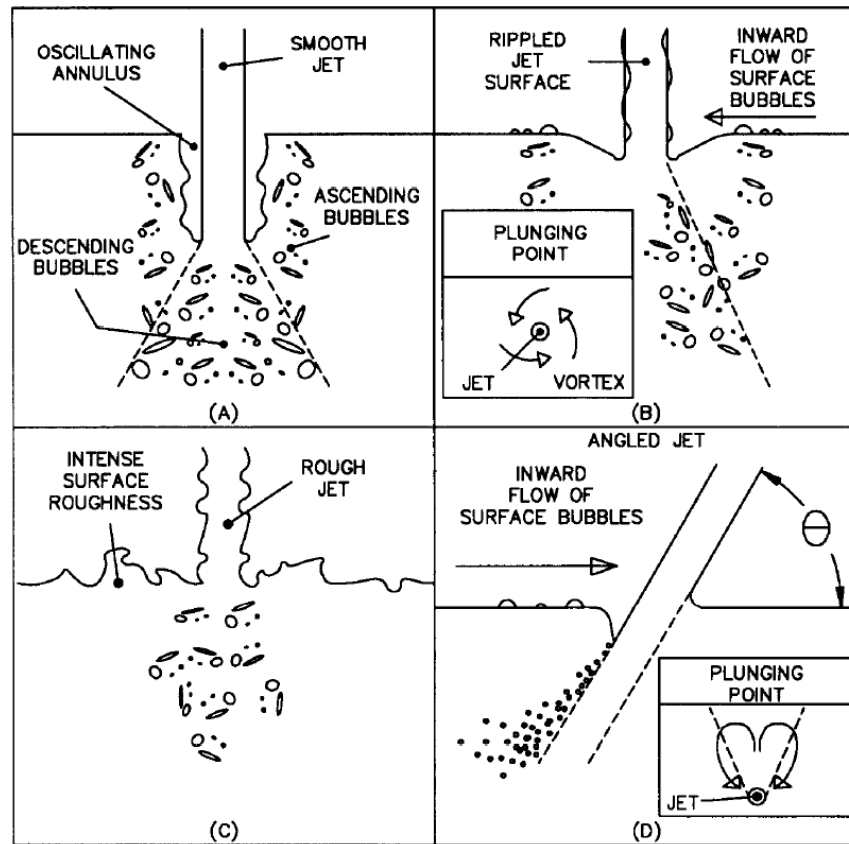 OSCILLATING
ANNULUS
SMOOTH
JET
ASCENDING
BUBBLES
DESCENDING
BUBBLES
(A)
RIPPLED
JET
SURFACE
INWARD
FLOW OF
SURFACE
BUBBLES
PLUNGING
POINT
JET
VORTEX
(B)
INTENSE
SURFACE
ROUGHNESS
ROUGH
JET
(C)
ANGLED JET
INWARD
FLOW OF
SURFACE BUBBLES
Θ
PLUNGING
POINT
JET
(D)